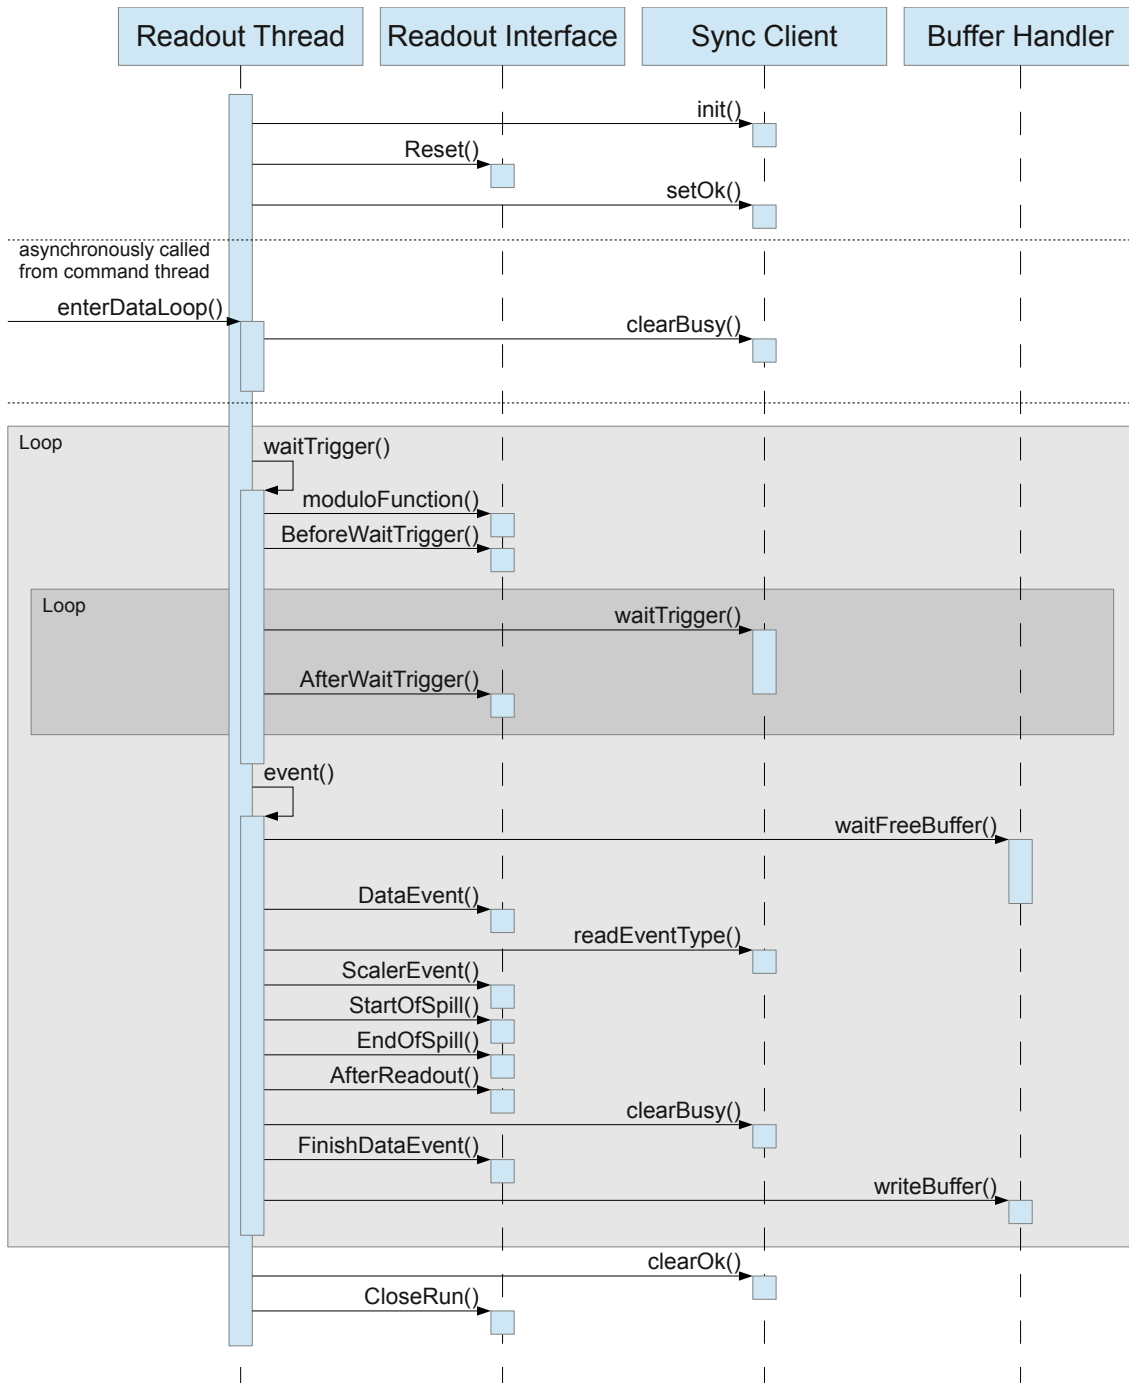 Readout Thread
Readout Interface
Sync Client
Buffer Handler
init()
Reset()
setOk()
asynchronously called
from command thread
enterDataLoop()
clearBusy()
Loop
waitTrigger()
moduloFunction()
BeforeWaitTrigger()
Loop
waitTrigger()
AfterWaitTrigger()
event()
waitFreeBuffer()
DataEvent()
readEventType()
ScalerEvent()
StartOfSpill()
EndOfSpill()
AfterReadout()
clearBusy()
FinishDataEvent()
writeBuffer()
clearOk()
CloseRun()